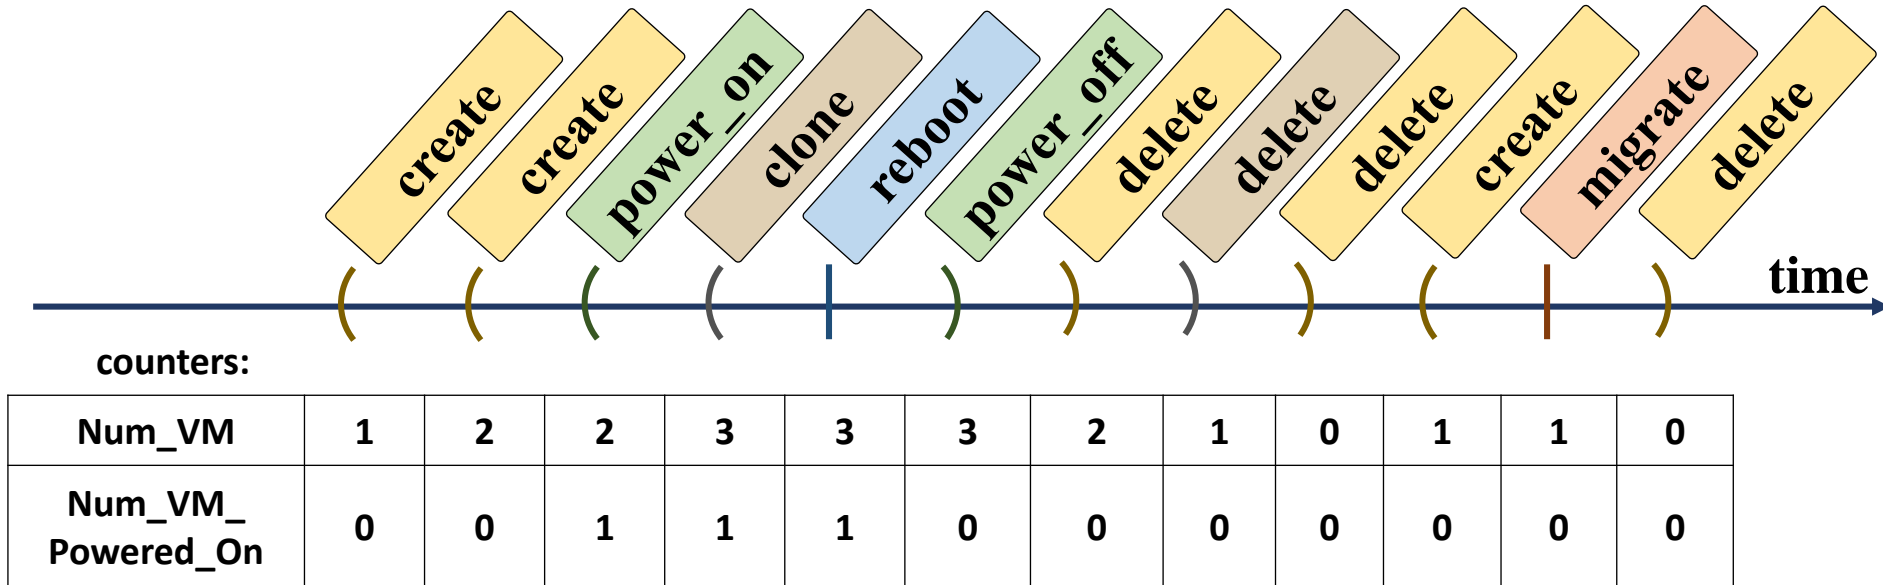 create
create
power_on
clone
reboot
power_off
delete
delete
delete
create
migrate
delete
time
counters:
Num_VM 1 2 2 3 3 3 2 1 0 1 1 0
Num_VM_
Powered_On 0 0 1 1 1 0 0 0 0 0 0 0